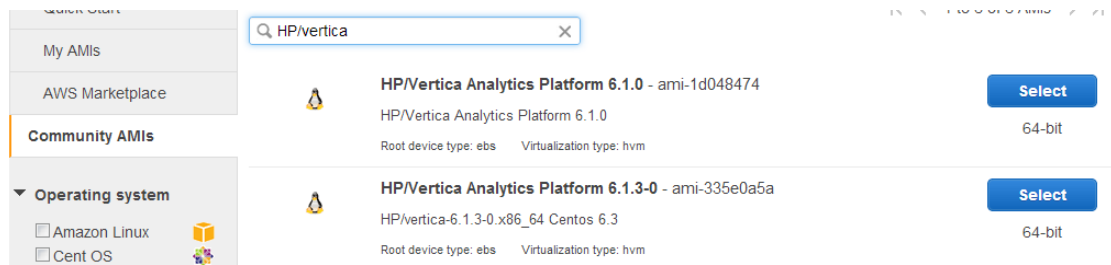 Quick Start
My AMIs
AWS Marketplace
Community AMIs
Operating system
Amazon Linux
Cent OS
HP/vertica
HP/Vertica Analytics Platform 6.1.0 - ami-1d048474
HP/Vertica Analytics Platform 6.1.0
Root device type: ebs Virtualization type: hvm
Select
64-bit
HP/Vertica Analytics Platform 6.1.3-0 - ami-335e0a5a
HP/vertica-6.1.3-0.x86_64 Centos 6.3
Root device type: ebs Virtualization type: hvm
Select
64-bit